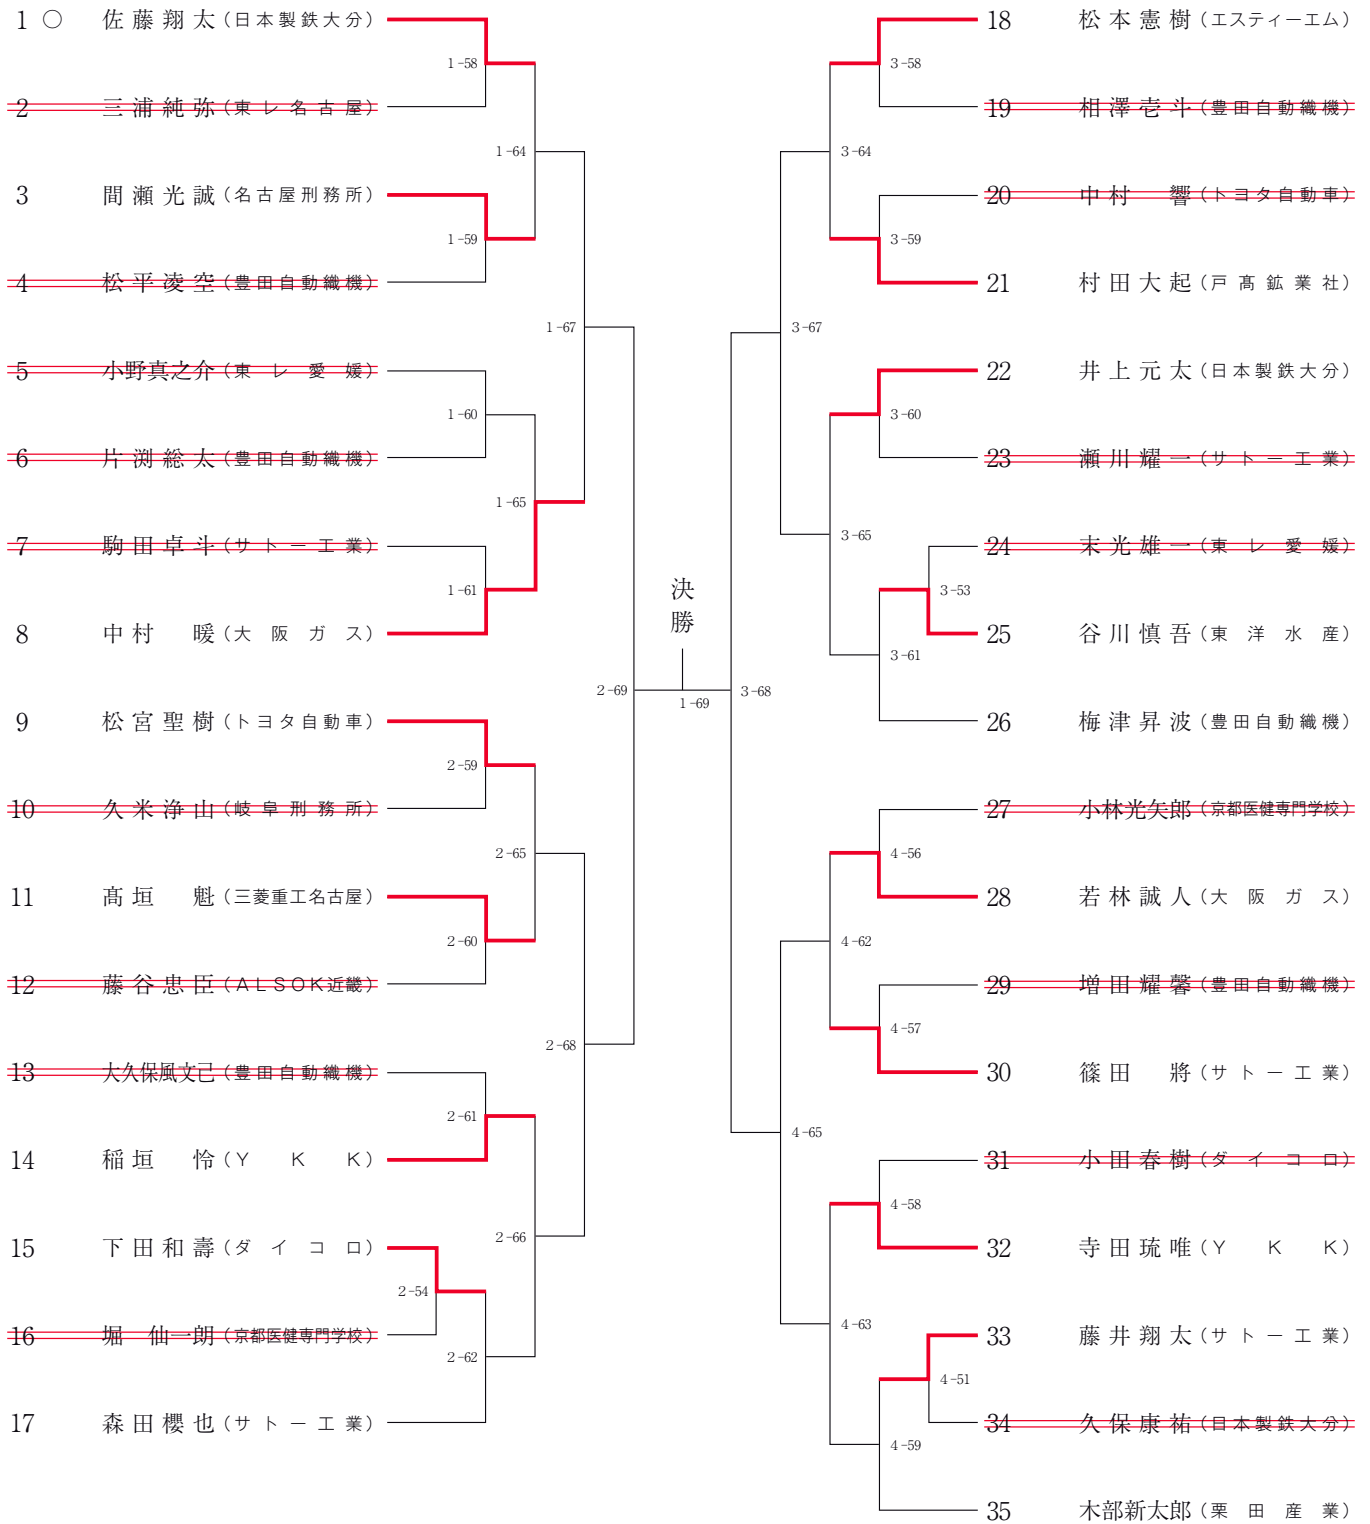 1 ○ 佐藤翔太(日本製鉄大分)
1-58
2 三浦純弥(東レ名古屋)
1-64
3 間瀬光誠(名古屋刑務所)
1-59
4 松平凌空(豊田自動織機)
1-67
5 小野真之介(東レ愛媛)
1-60
6 片渕総太(豊田自動織機)
1-65
7 駒田卓斗(サトー工業)
1-61
8 中村 暖(大阪ガス)
2-69
9 松宮聖樹(トヨタ自動車)
2-59
10 久米浄山(岐阜刑務所)
2-65
11 髙垣 魁(三菱重工名古屋)
2-60
12 藤谷忠臣(ALSOK近畿)
2-68
13 大久保風文己(豊田自動織機)
2-61
14 稲垣 怜(YKK)
2-66
15 下田和壽(ダイコロ)
2-54
16 堀 仙一朗(京都医健専門学校)
2-62
17 森田櫻也(サトー工業)
決勝
1-69
18 松本憲樹(エスティーエム)
3-58
19 相澤壱斗(豊田自動織機)
3-64
20 中村 響(トヨタ自動車)
3-59
21 村田大起(戸髙鉱業社)
3-67
22 井上元太(日本製鉄大分)
3-60
23 瀬川耀一(サトー工業)
3-65
24 末光雄一(東レ愛媛)
3-53
25 谷川慎吾(東洋水産)
3-61
3-68
26 梅津昇波(豊田自動織機)
27 小林光矢郎(京都医健専門学校)
4-56
28 若林誠人(大阪ガス)
4-62
29 増田耀馨(豊田自動織機)
4-57
30 篠田 將(サトー工業)
4-65
31 小田春樹(ダイコロ)
4-58
32 寺田琉唯(YKK)
4-63
33 藤井翔太(サトー工業)
4-51
34 久保康祐(日本製鉄大分)
4-59
35 木部新太郎(栗田産業)